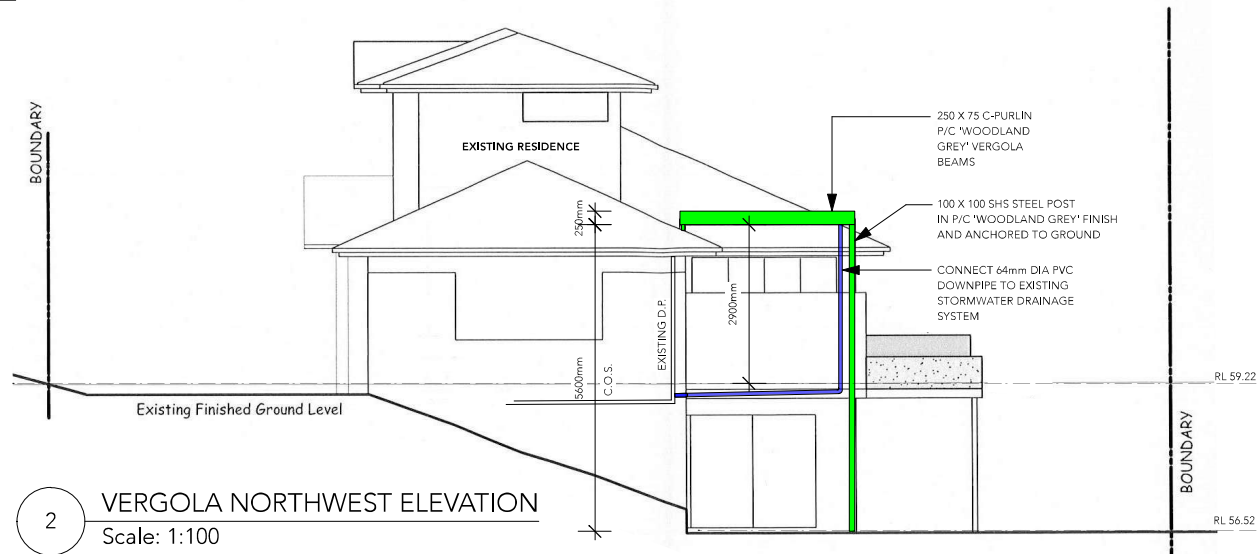 BOUNDARY
EXISTING RESIDENCE
250 X 75 C-PURLIN
P/C 'WOODLAND
GREY' VERGOLA
BEAMS
100 X 100 SHS STEEL POST
IN P/C 'WOODLAND GREY' FINISH
AND ANCHORED TO GROUND
CONNECT 64mm DIA PVC
DOWNPIPE TO EXISTING
STORMWATER DRAINAGE
SYSTEM
250mm
2900mm
EXISTING D.P.
5600mm
C.O.S.
RL 59.22
Existing Finished Ground Level
BOUNDARY
RL 56.52
2
VERGOLA NORTHWEST ELEVATION
Scale: 1:100